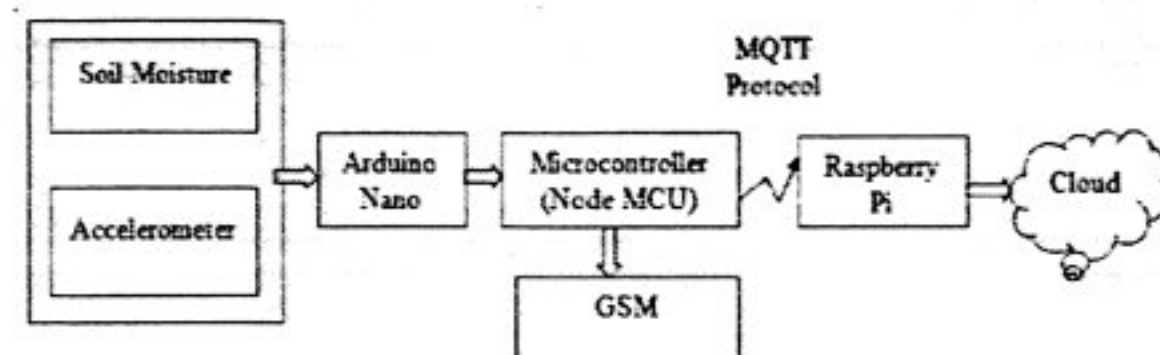 Soil Moisture
Accelerometer
Arduino
Nano
Microcontroller
(Node MCU)
MQTT
Protocol
Raspberry
Pi
Cloud
GSM